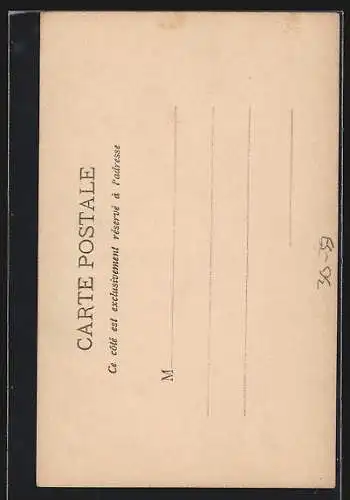 CARTE POSTALE
Ce côté est exclusivement réservé à l'adresse
M